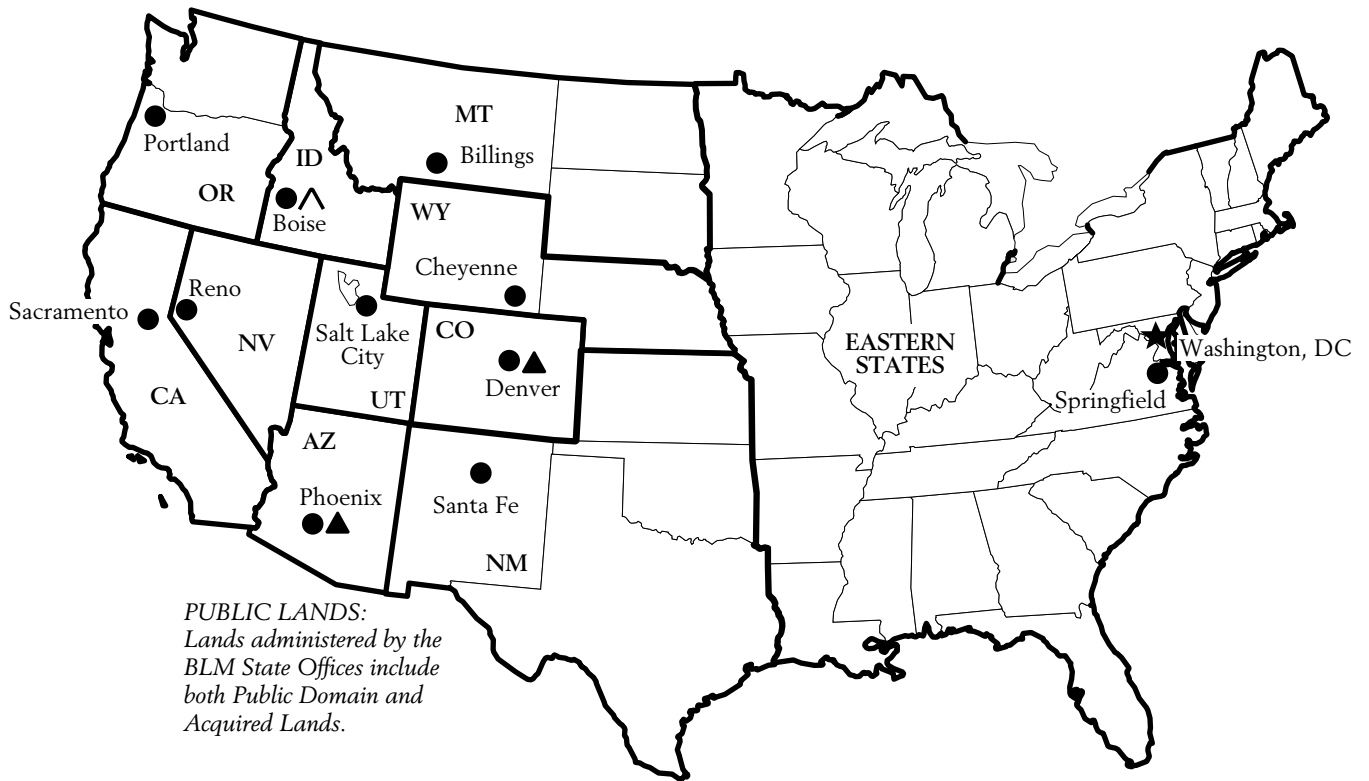 MT
Portland
Billings
ID
OR
Boise
WY
Cheyenne
Reno
Sacramento
Salt Lake
City
CO
NV
EASTERN
STATES
Washington, DC
Denver
CA
UT
Springfield
AZ
Phoenix
Santa Fe
NM
PUBLIC LANDS:
Lands administered by the
BLM State Offices include
both Public Domain and
Acquired Lands.